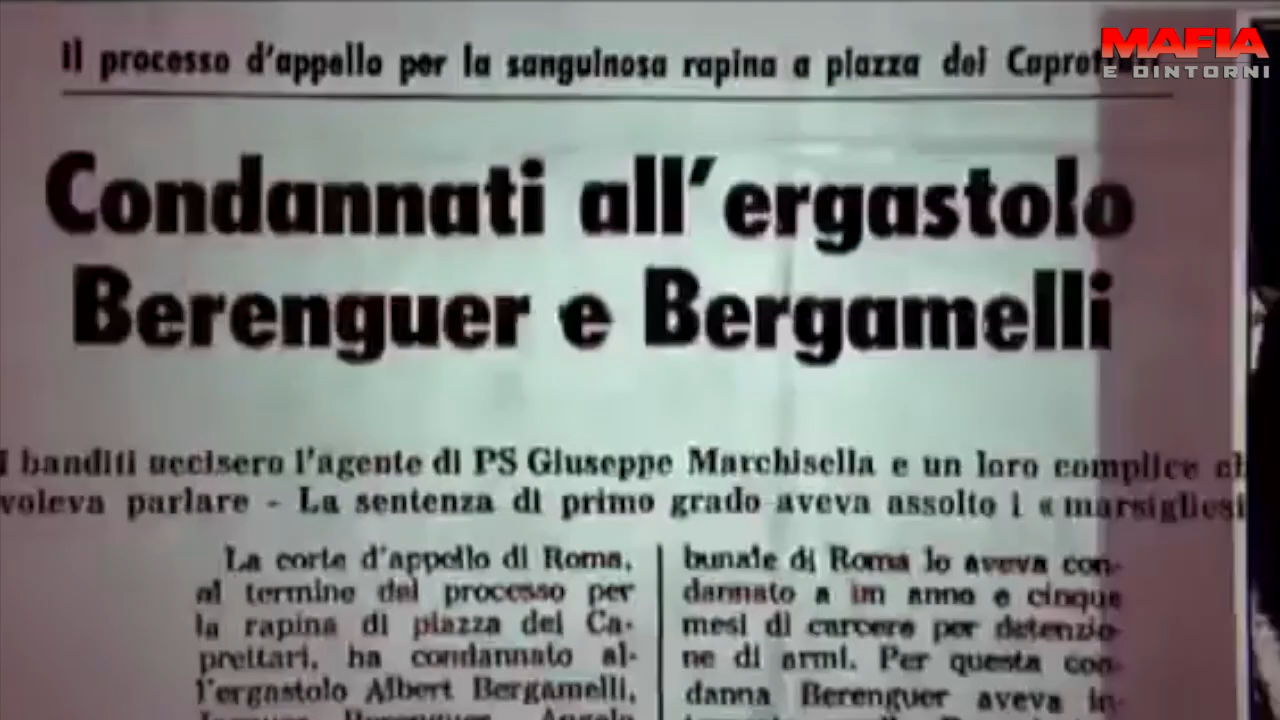 MAFIA
E DINTORNI
Il processo d'appello per la sanguinosa rapina a piazza dei
Condannati all'ergastolo
Berenguer e Bergamelli
I banditi uccisero l'agente di PS Giuseppe Marchisella e un loro complice
voleva parlare - La sentenza di primo grado aveva assolto i « marsigliesi
La corte d'appello di Roma,
al termine del processo per
la rapina di piazza dei Ca-
prettari, ha condannato al-
l'ergastolo Albert Bergamelli,
Berenguer
bunale di Roma lo aveva con-
dannato a im anno e cinque
mesi di carcere per detenzio-
ne di armi. Per questa con-
danna Berenguer aveva in-